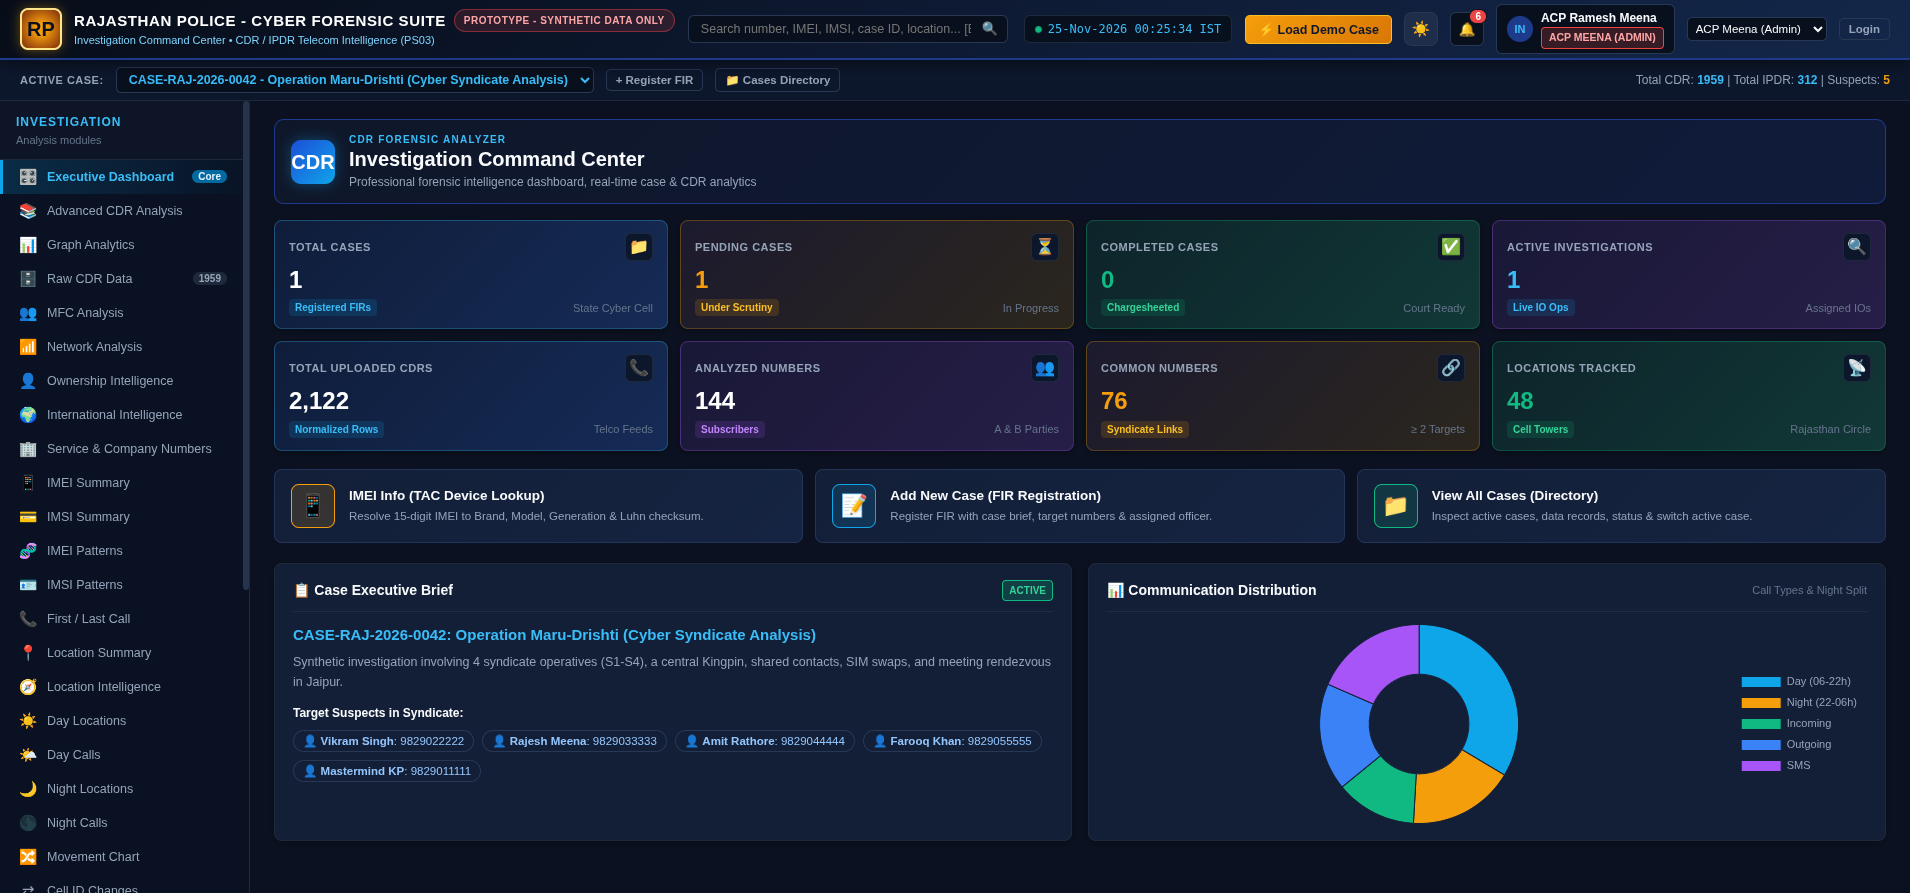 RP
RAJASTHAN POLICE - CYBER FORENSIC SUITE
PROTOTYPE - SYNTHETIC DATA ONLY
Investigation Command Center • CDR / IPDR Telecom Intelligence (PS03)
Search number, IMEI, IMSI, case ID, location...
25-Nov-2026 00:25:34 IST
Load Demo Case
6
IN
ACP Ramesh Meena
ACP MEENA (ADMIN)
ACP Meena (Admin)
Login
ACTIVE CASE:
CASE-RAJ-2026-0042 - Operation Maru-Drishti (Cyber Syndicate Analysis)
+ Register FIR
Cases Directory
Total CDR: 1959 | Total IPDR: 312 | Suspects: 5
INVESTIGATION
Analysis modules
Executive Dashboard
Core
Advanced CDR Analysis
Graph Analytics
Raw CDR Data
1959
MFC Analysis
Network Analysis
Ownership Intelligence
International Intelligence
Service & Company Numbers
IMEI Summary
IMSI Summary
IMEI Patterns
IMSI Patterns
First / Last Call
Location Summary
Location Intelligence
Day Locations
Day Calls
Night Locations
Night Calls
Movement Chart
Cell ID Changes
CDR
CDR FORENSIC ANALYZER
Investigation Command Center
Professional forensic intelligence dashboard, real-time case & CDR analytics
TOTAL CASES
1
Registered FIRs
State Cyber Cell
PENDING CASES
1
Under Scrutiny
In Progress
COMPLETED CASES
0
Chargesheeted
Court Ready
ACTIVE INVESTIGATIONS
1
Live IO Ops
Assigned IOs
TOTAL UPLOADED CDRS
2,122
Normalized Rows
Telco Feeds
ANALYZED NUMBERS
144
Subscribers
A & B Parties
COMMON NUMBERS
76
Syndicate Links
≥ 2 Targets
LOCATIONS TRACKED
48
Cell Towers
Rajasthan Circle
IMEI Info (TAC Device Lookup)
Resolve 15-digit IMEI to Brand, Model, Generation & Luhn checksum.
Add New Case (FIR Registration)
Register FIR with case brief, target numbers & assigned officer.
View All Cases (Directory)
Inspect active cases, data records, status & switch active case.
Case Executive Brief
ACTIVE
CASE-RAJ-2026-0042: Operation Maru-Drishti (Cyber Syndicate Analysis)
Synthetic investigation involving 4 syndicate operatives (S1-S4), a central Kingpin, shared contacts, SIM swaps, and meeting rendezvous
in Jaipur.
Target Suspects in Syndicate:
Vikram Singh: 9829022222
Rajesh Meena: 9829033333
Amit Rathore: 9829044444
Farooq Khan: 9829055555
Mastermind KP: 9829011111
Communication Distribution
Call Types & Night Split
Day (06-22h)
Night (22-06h)
Incoming
Outgoing
SMS